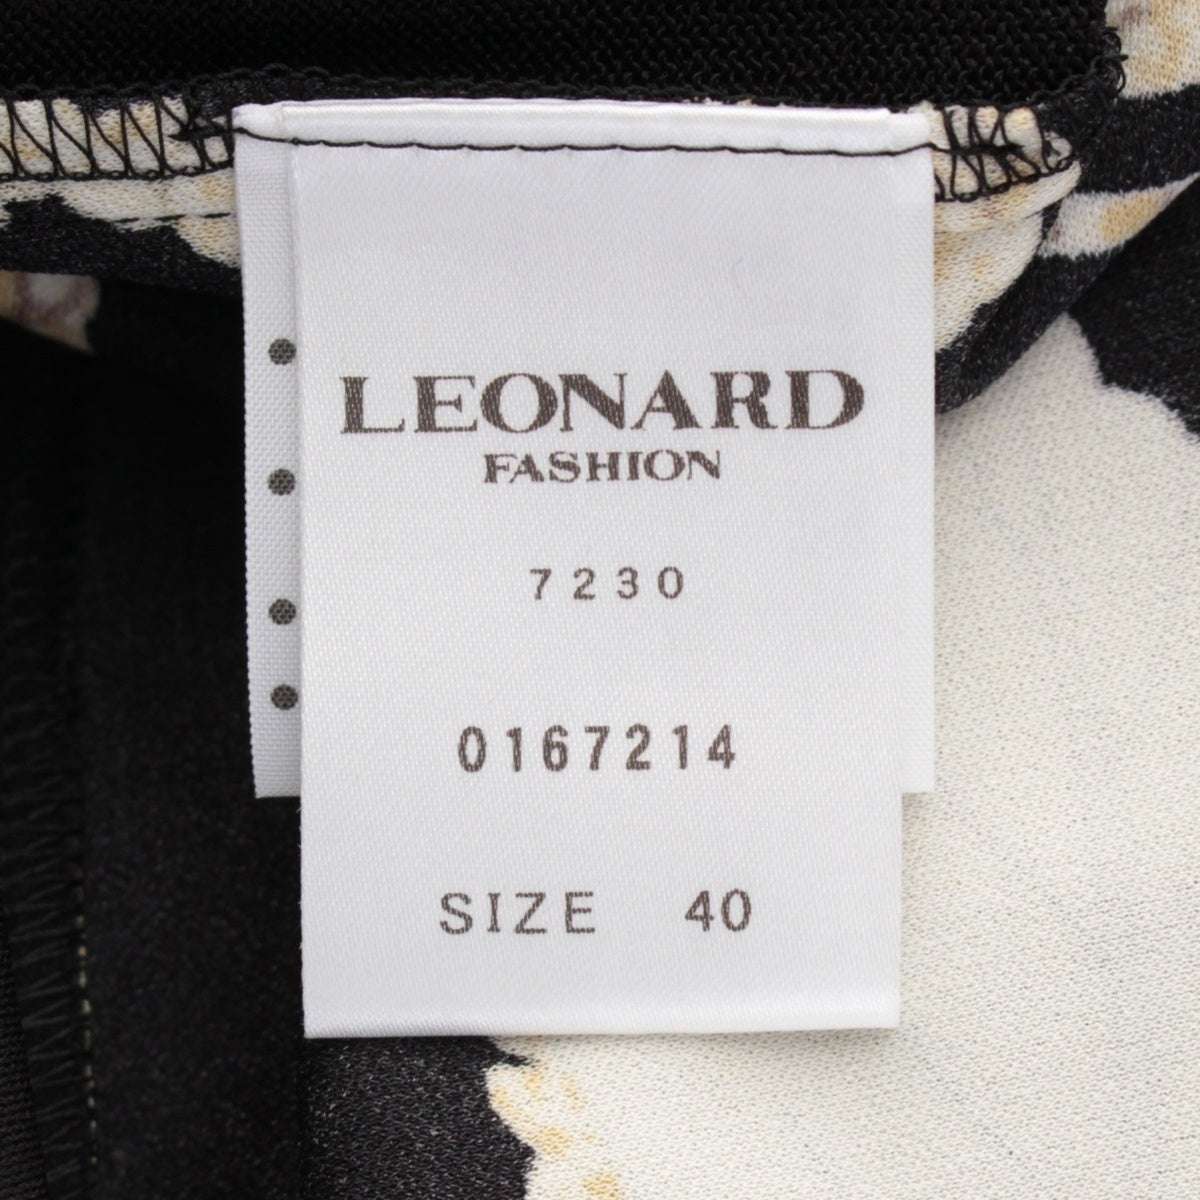 LEONARD
FASHION
7230
0167214
SIZE 40